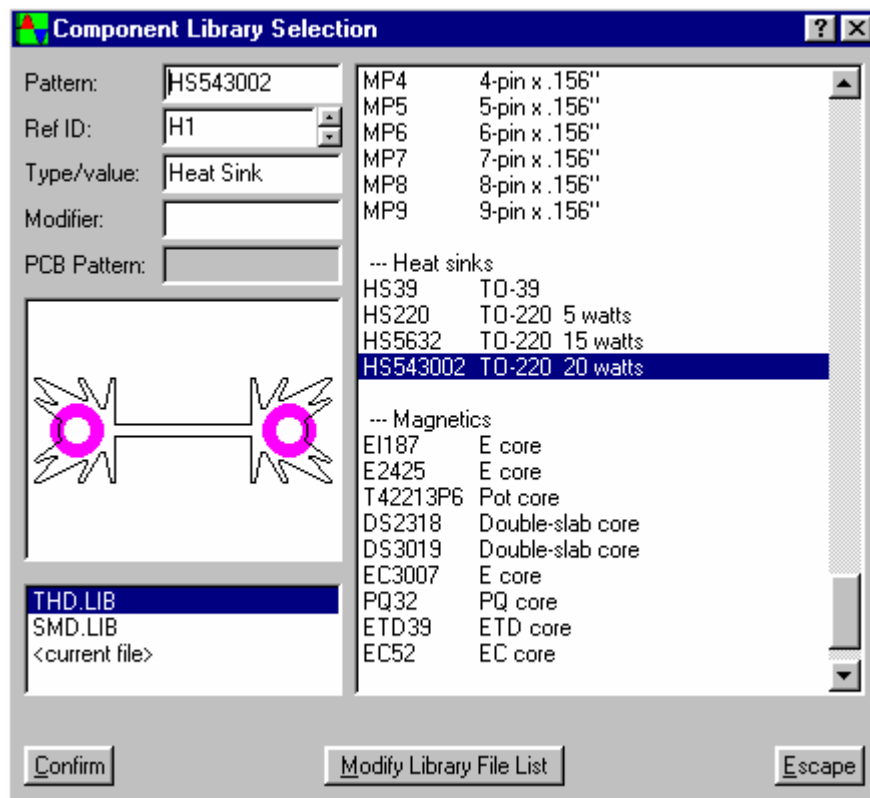 Component Library Selection
Pattern: HS543002
Ref ID: H1
Type/value: Heat Sink
Modifier:
PCB Pattern:
THD.LIB
SMD.LIB
<current file>
MP4 4-pin x .156"
MP5 5-pin x .156"
MP6 6-pin x .156"
MP7 7-pin x .156"
MP8 8-pin x .156"
MP9 9-pin x .156"
--- Heat sinks
HS39 TO-39
HS220 TO-220 5 watts
HS5632 TO-220 15 watts
HS543002 TO-220 20 watts
--- Magnetics
EI187 E core
E2425 E core
T42213P6 Pot core
DS2318 Double-slab core
DS3019 Double-slab core
EC3007 E core
PQ32 PQ core
ETD39 ETD core
EC52 EC core
Confirm
Modify Library File List
Escape